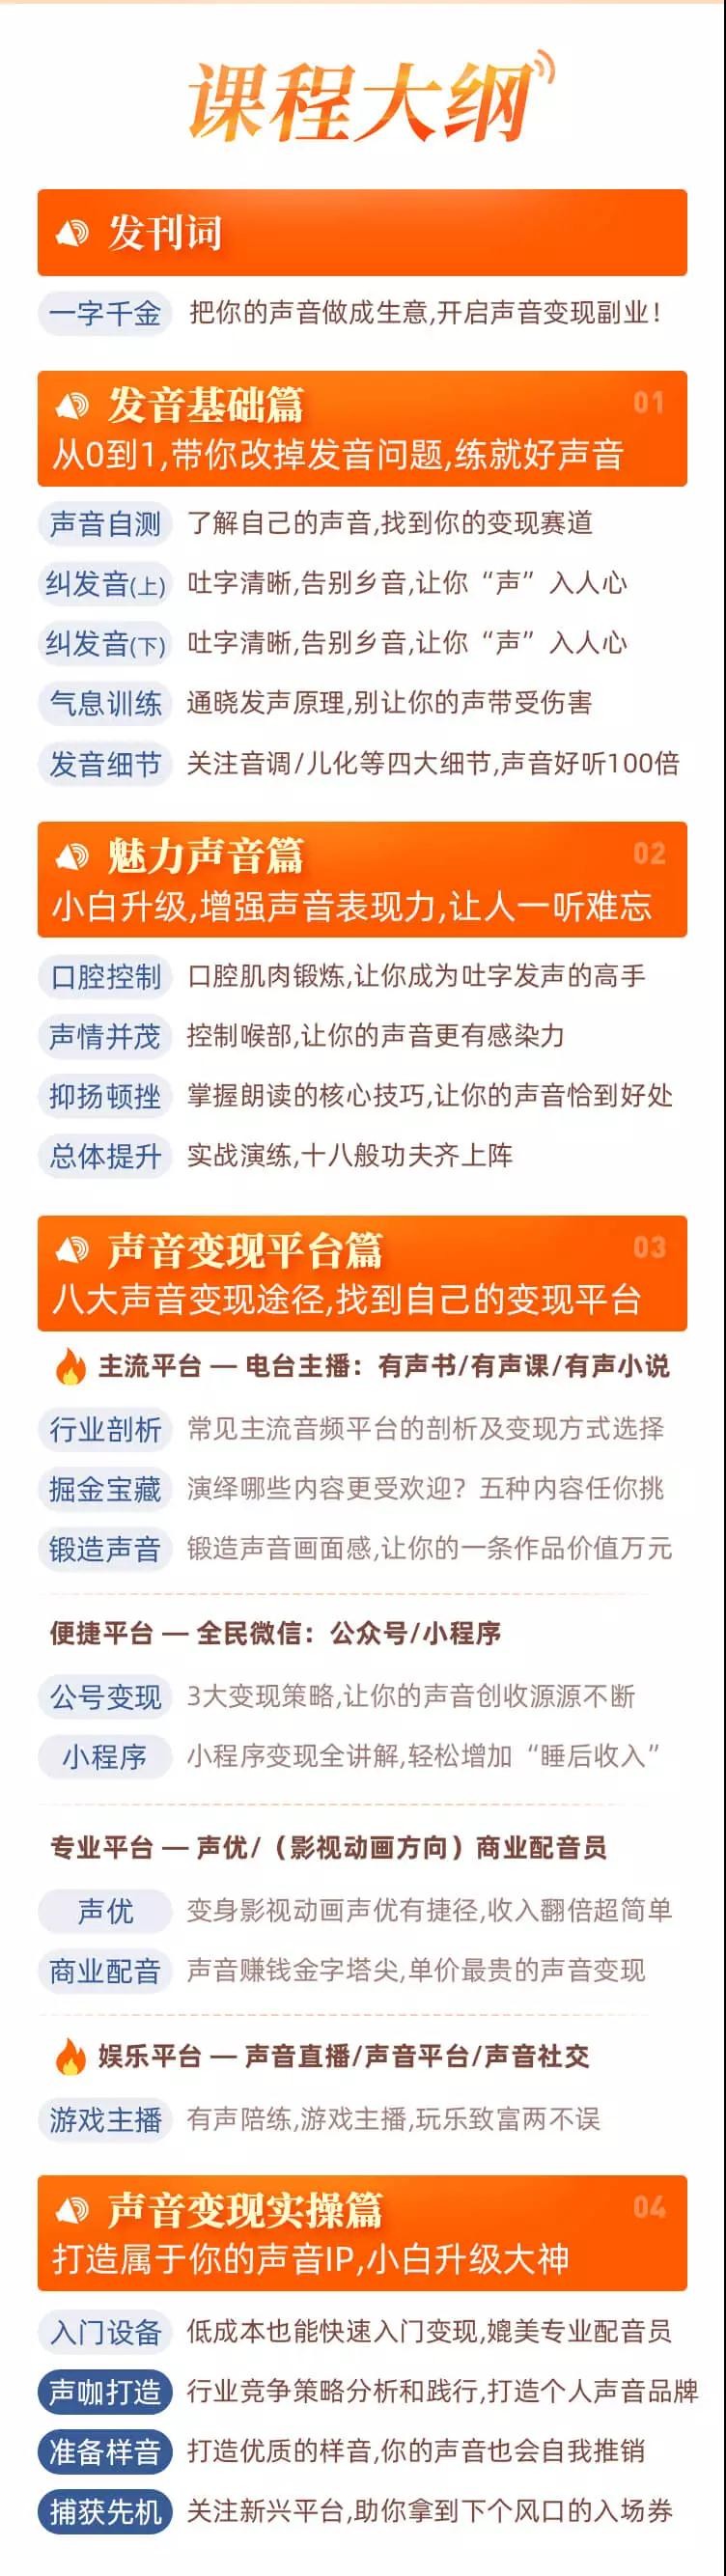 课程大纲
发刊词
一字千金 把你的声音做成生意,开启声音变现副业!
发音基础篇 01
从0到1,带你改掉发音问题,练就好声音
声音自测 了解自己的声音,找到你的变现赛道
纠发音(上) 吐字清晰,告别乡音,让你“声”入人心
纠发音(下) 吐字清晰,告别乡音,让你“声”入人心
气息训练 通晓发声原理,别让你的声带受伤害
发音细节 关注音调/儿化等四大细节,声音好听100倍
魅力声音篇 02
小白升级,增强声音表现力,让人一听难忘
口腔控制 口腔肌肉锻炼,让你成为吐字发声的高手
声情并茂 控制喉部,让你的声音更有感染力
抑扬顿挫 掌握朗读的核心技巧,让你的声音恰到好处
总体提升 实战演练,十八般功夫齐上阵
声音变现平台篇 03
八大声音变现途径,找到自己的变现平台
主流平台 — 电台主播：有声书/有声课/有声小说
行业剖析 常见主流音频平台的剖析及变现方式选择
掘金宝藏 演绎哪些内容更受欢迎？五种内容任你挑
锻造声音 锻造声音画面感,让你的一条作品价值万元
便捷平台 — 全民微信：公众号/小程序
公号变现 3大变现策略,让你的声音创收源源不断
小程序 小程序变现全讲解,轻松增加“睡后收入”
专业平台 — 声优/（影视动画方向）商业配音员
声优 变身影视动画声优有捷径,收入翻倍超简单
商业配音 声音赚钱金字塔尖,单价最贵的声音变现
娱乐平台 — 声音直播/声音平台/声音社交
游戏主播 有声陪练,游戏主播,玩乐致富两不误
声音变现实操篇 04
打造属于你的声音IP,小白升级大神
入门设备 低成本也能快速入门变现,媲美专业配音员
声咖打造 行业竞争策略分析和践行,打造个人声音品牌
准备样音 打造优质的样音,你的声音也会自我推销
捕获先机 关注新兴平台,助你拿到下个风口的入场券